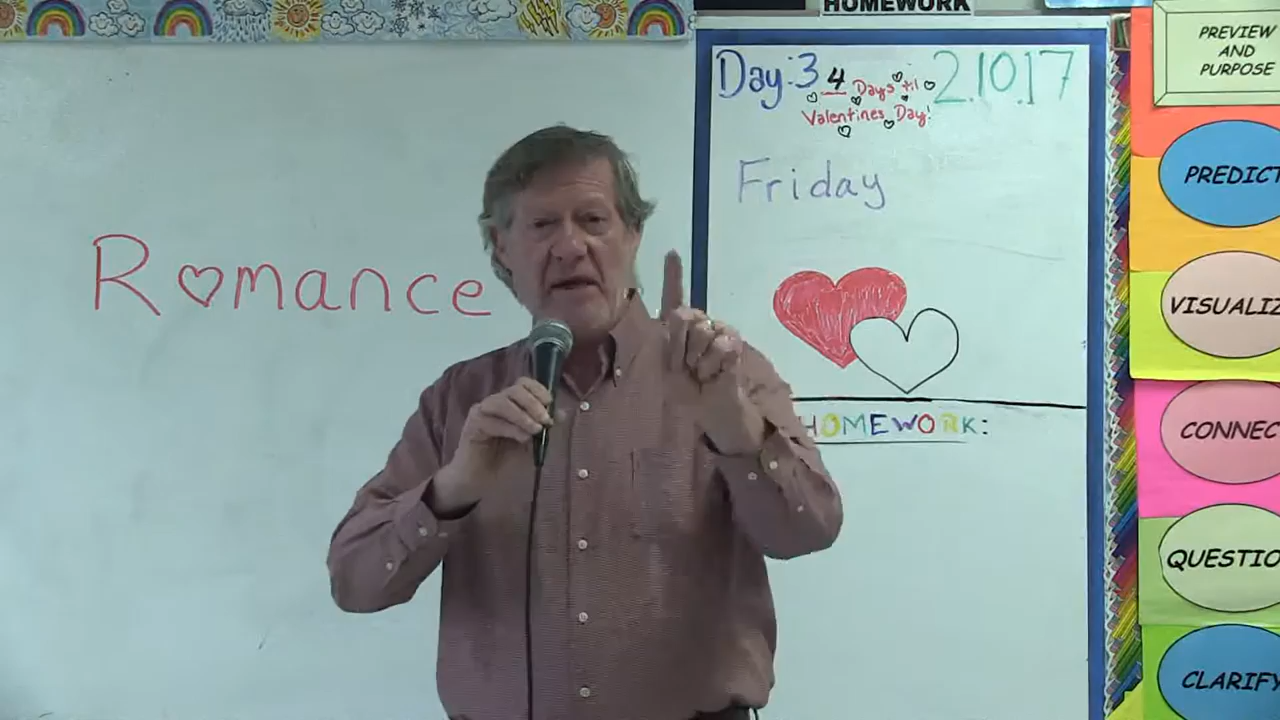 HOMEWORK
Day:3 4 Days 'til 2.10.17
Valentines Day!
Friday
Romance
HOMEWORK:
PREVIEW
AND
PURPOSE
PREDICT
VISUALIZ
CONNEC
QUESTIO
CLARIFY